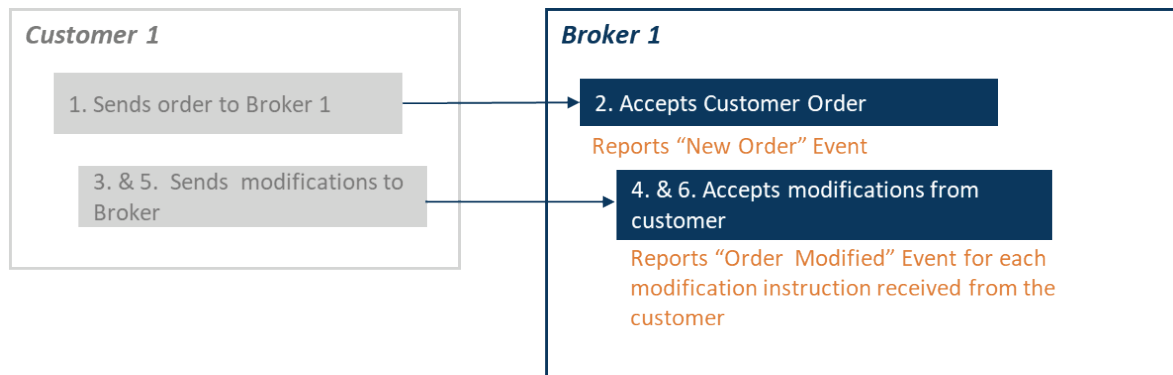 Customer 1
Broker 1
1. Sends order to Broker 1
2. Accepts Customer Order
Reports “New Order” Event
3. & 5. Sends modifications to
Broker
4. & 6. Accepts modifications from
customer
Reports “Order Modified” Event for each
modification instruction received from the
customer